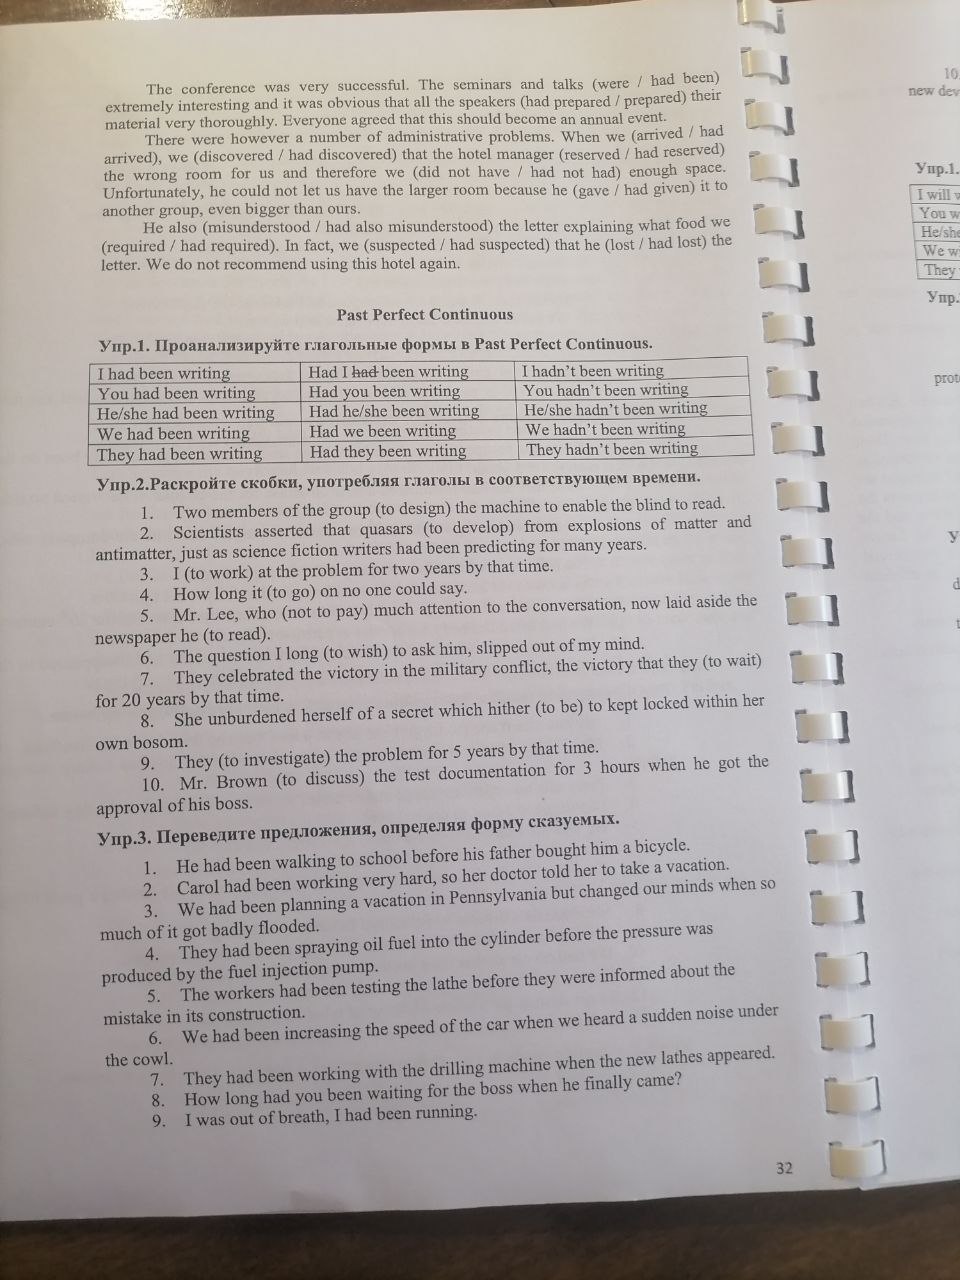 The conference was very successful. The seminars and talks (were / had been)
extremely interesting and it was obvious that all the speakers (had prepared / prepared) their
material very thoroughly. Everyone agreed that this should become an annual event.
There were however a number of administrative problems. When we (arrived / had
arrived), we (discovered / had discovered) that the hotel manager (reserved / had reserved)
the wrong room for us and therefore we (did not have / had not had) enough space.
Unfortunately, he could not let us have the larger room because he (gave / had given) it to
another group, even bigger than ours.
He also (misunderstood / had also misunderstood) the letter explaining what food we
(required / had required). In fact, we (suspected / had suspected) that he (lost / had lost) the
letter. We do not recommend using this hotel again.
Past Perfect Continuous
Упр.1. Проанализируйте глагольные формы в Past Perfect Continuous.
I had been writing Had I had been writing I hadn't been writing
You had been writing Had you been writing You hadn't been writing
He/she had been writing Had he/she been writing He/she hadn't been writing
We had been writing Had we been writing We hadn't been writing
They had been writing Had they been writing They hadn't been writing
Упр.2.Раскройте скобки, употребляя глаголы в соответствующем времени.
1. Two members of the group (to design) the machine to enable the blind to read.
2. Scientists asserted that quasars (to develop) from explosions of matter and
antimatter, just as science fiction writers had been predicting for many years.
3. I (to work) at the problem for two years by that time.
4. How long it (to go) on no one could say.
5. Mr. Lee, who (not to pay) much attention to the conversation, now laid aside the
newspaper he (to read).
6. The question I long (to wish) to ask him, slipped out of my mind.
7. They celebrated the victory in the military conflict, the victory that they (to wait)
for 20 years by that time.
8. She unburdened herself of a secret which hither (to be) to kept locked within her
own bosom.
9. They (to investigate) the problem for 5 years by that time.
10. Mr. Brown (to discuss) the test documentation for 3 hours when he got the
approval of his boss.
Упр.3. Переведите предложения, определяя форму сказуемых.
1. He had been walking to school before his father bought him a bicycle.
2. Carol had been working very hard, so her doctor told her to take a vacation.
3. We had been planning a vacation in Pennsylvania but changed our minds when so
much of it got badly flooded.
4. They had been spraying oil fuel into the cylinder before the pressure was
produced by the fuel injection pump.
5. The workers had been testing the lathe before they were informed about the
mistake in its construction.
6. We had been increasing the speed of the car when we heard a sudden noise under
the cowl.
7. They had been working with the drilling machine when the new lathes appeared.
8. How long had you been waiting for the boss when he finally came?
9. I was out of breath, I had been running.
32
10.
new dev
Упр.1.
I will
You
He/she
We
They
Упр.